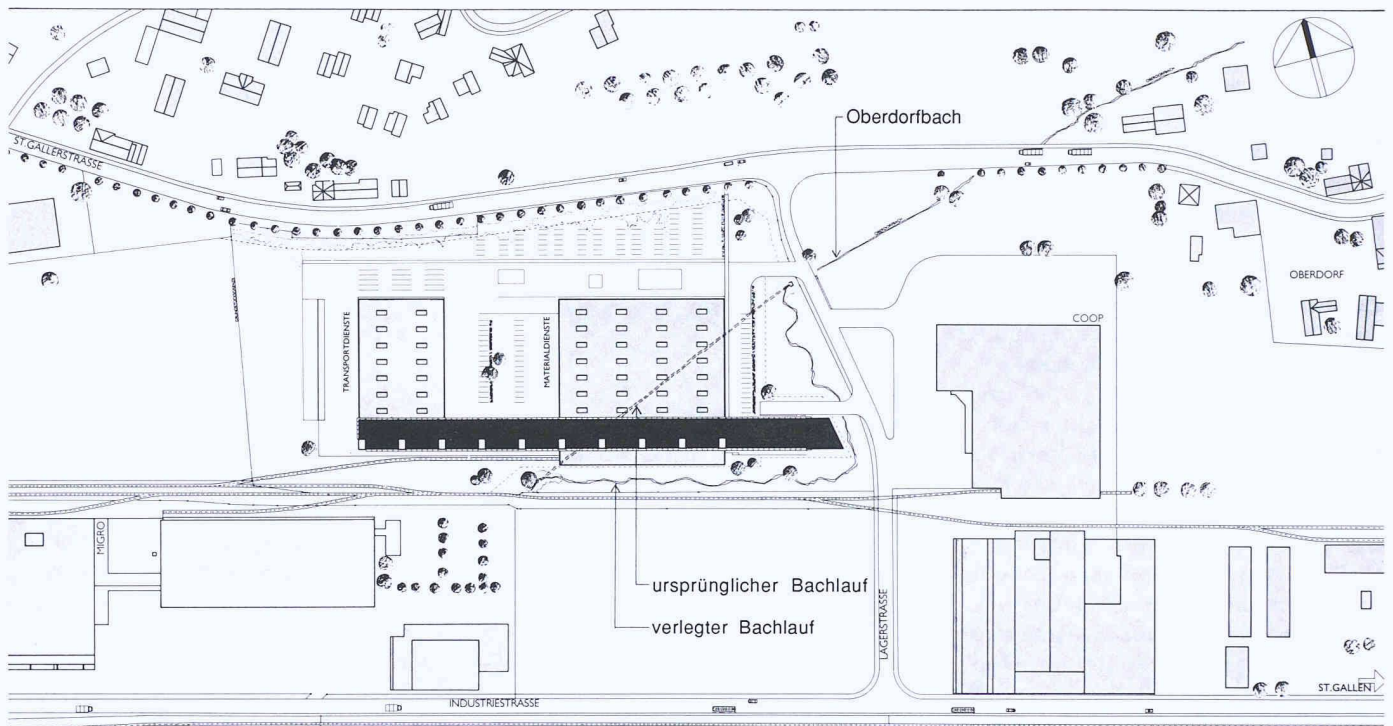 Oberdorfbach
ST.GALLERSTRASSE
OBERDORF
TRANSPORTDIENSTE
MATERIALDIENSTE
COOP
MIGRO
ursprünglicher Bachlauf
verlegter Bachlauf
LAGERSTRASSE
INDUSTRIESTRASSE
ST.GALLEN